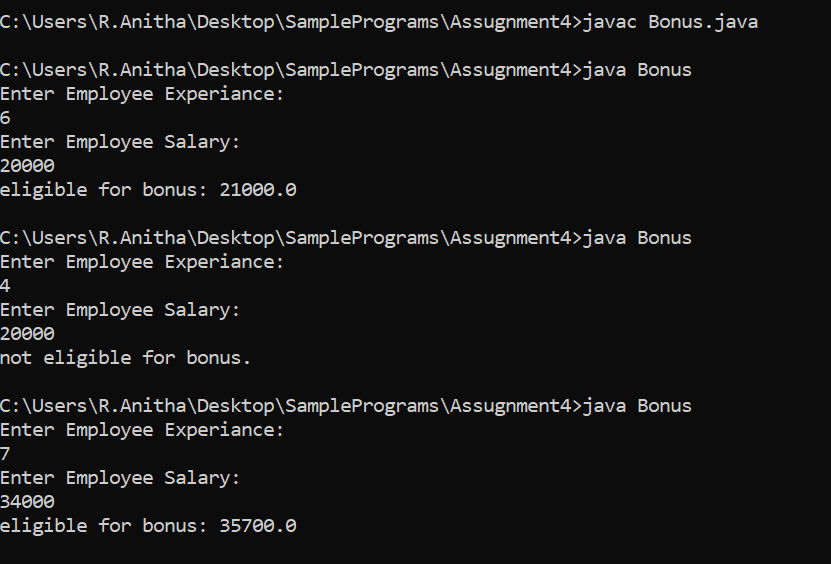 C:\Users\R.Anitha\Desktop\SamplePrograms\Assugnment4>javac Bonus.java
C:\Users\R.Anitha\Desktop\SamplePrograms\Assugnment4>java Bonus
Enter Employee Experiance:
6
Enter Employee Salary:
20000
eligible for bonus: 21000.0
C:\Users\R.Anitha\Desktop\SamplePrograms\Assugnment4>java Bonus
Enter Employee Experiance:
4
Enter Employee Salary:
20000
not eligible for bonus.
C:\Users\R.Anitha\Desktop\SamplePrograms\Assugnment4>java Bonus
Enter Employee Experiance:
7
Enter Employee Salary:
34000
eligible for bonus: 35700.0